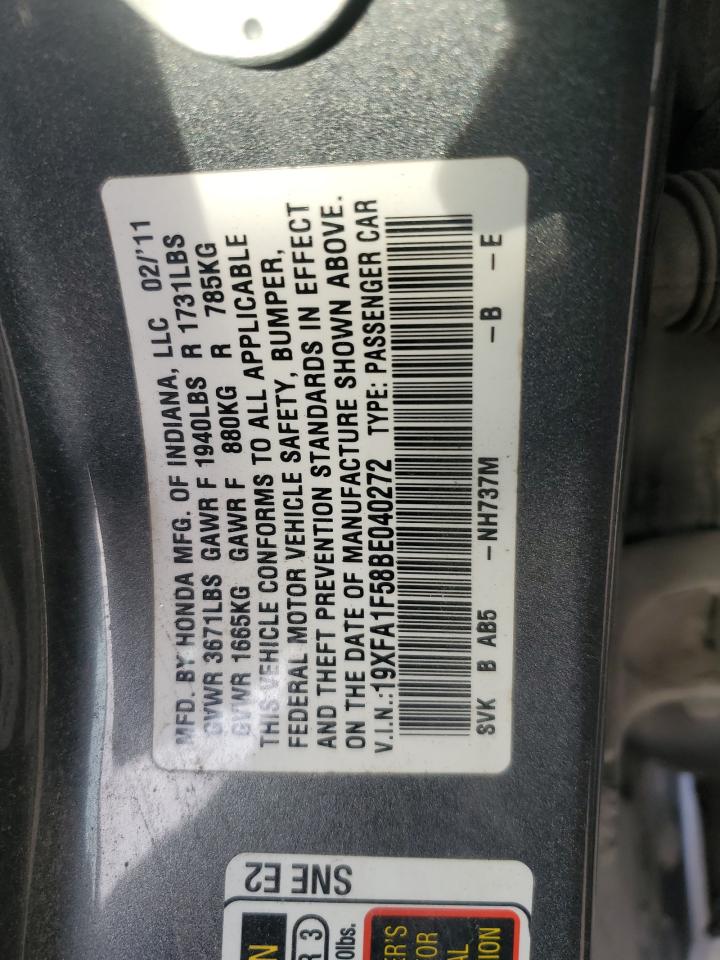 MFD. BY HONDA MFG. OF INDIANA, LLC 02/'11
GVWR 3671LBS GAWR F 1940LBS R 1731LBS
GVWR 1665KG GAWR F 880KG R 785KG
THIS VEHICLE CONFORMS TO ALL APPLICABLE
FEDERAL MOTOR VEHICLE SAFETY, BUMPER,
AND THEFT PREVENTION STANDARDS IN EFFECT
ON THE DATE OF MANUFACTURE SHOWN ABOVE.
V.I.N.:19XFA1F58BE040272 TYPE: PASSENGER CAR
SVK B AB5 -NH737M -B -E
SNE E2
R 3
0lbs.